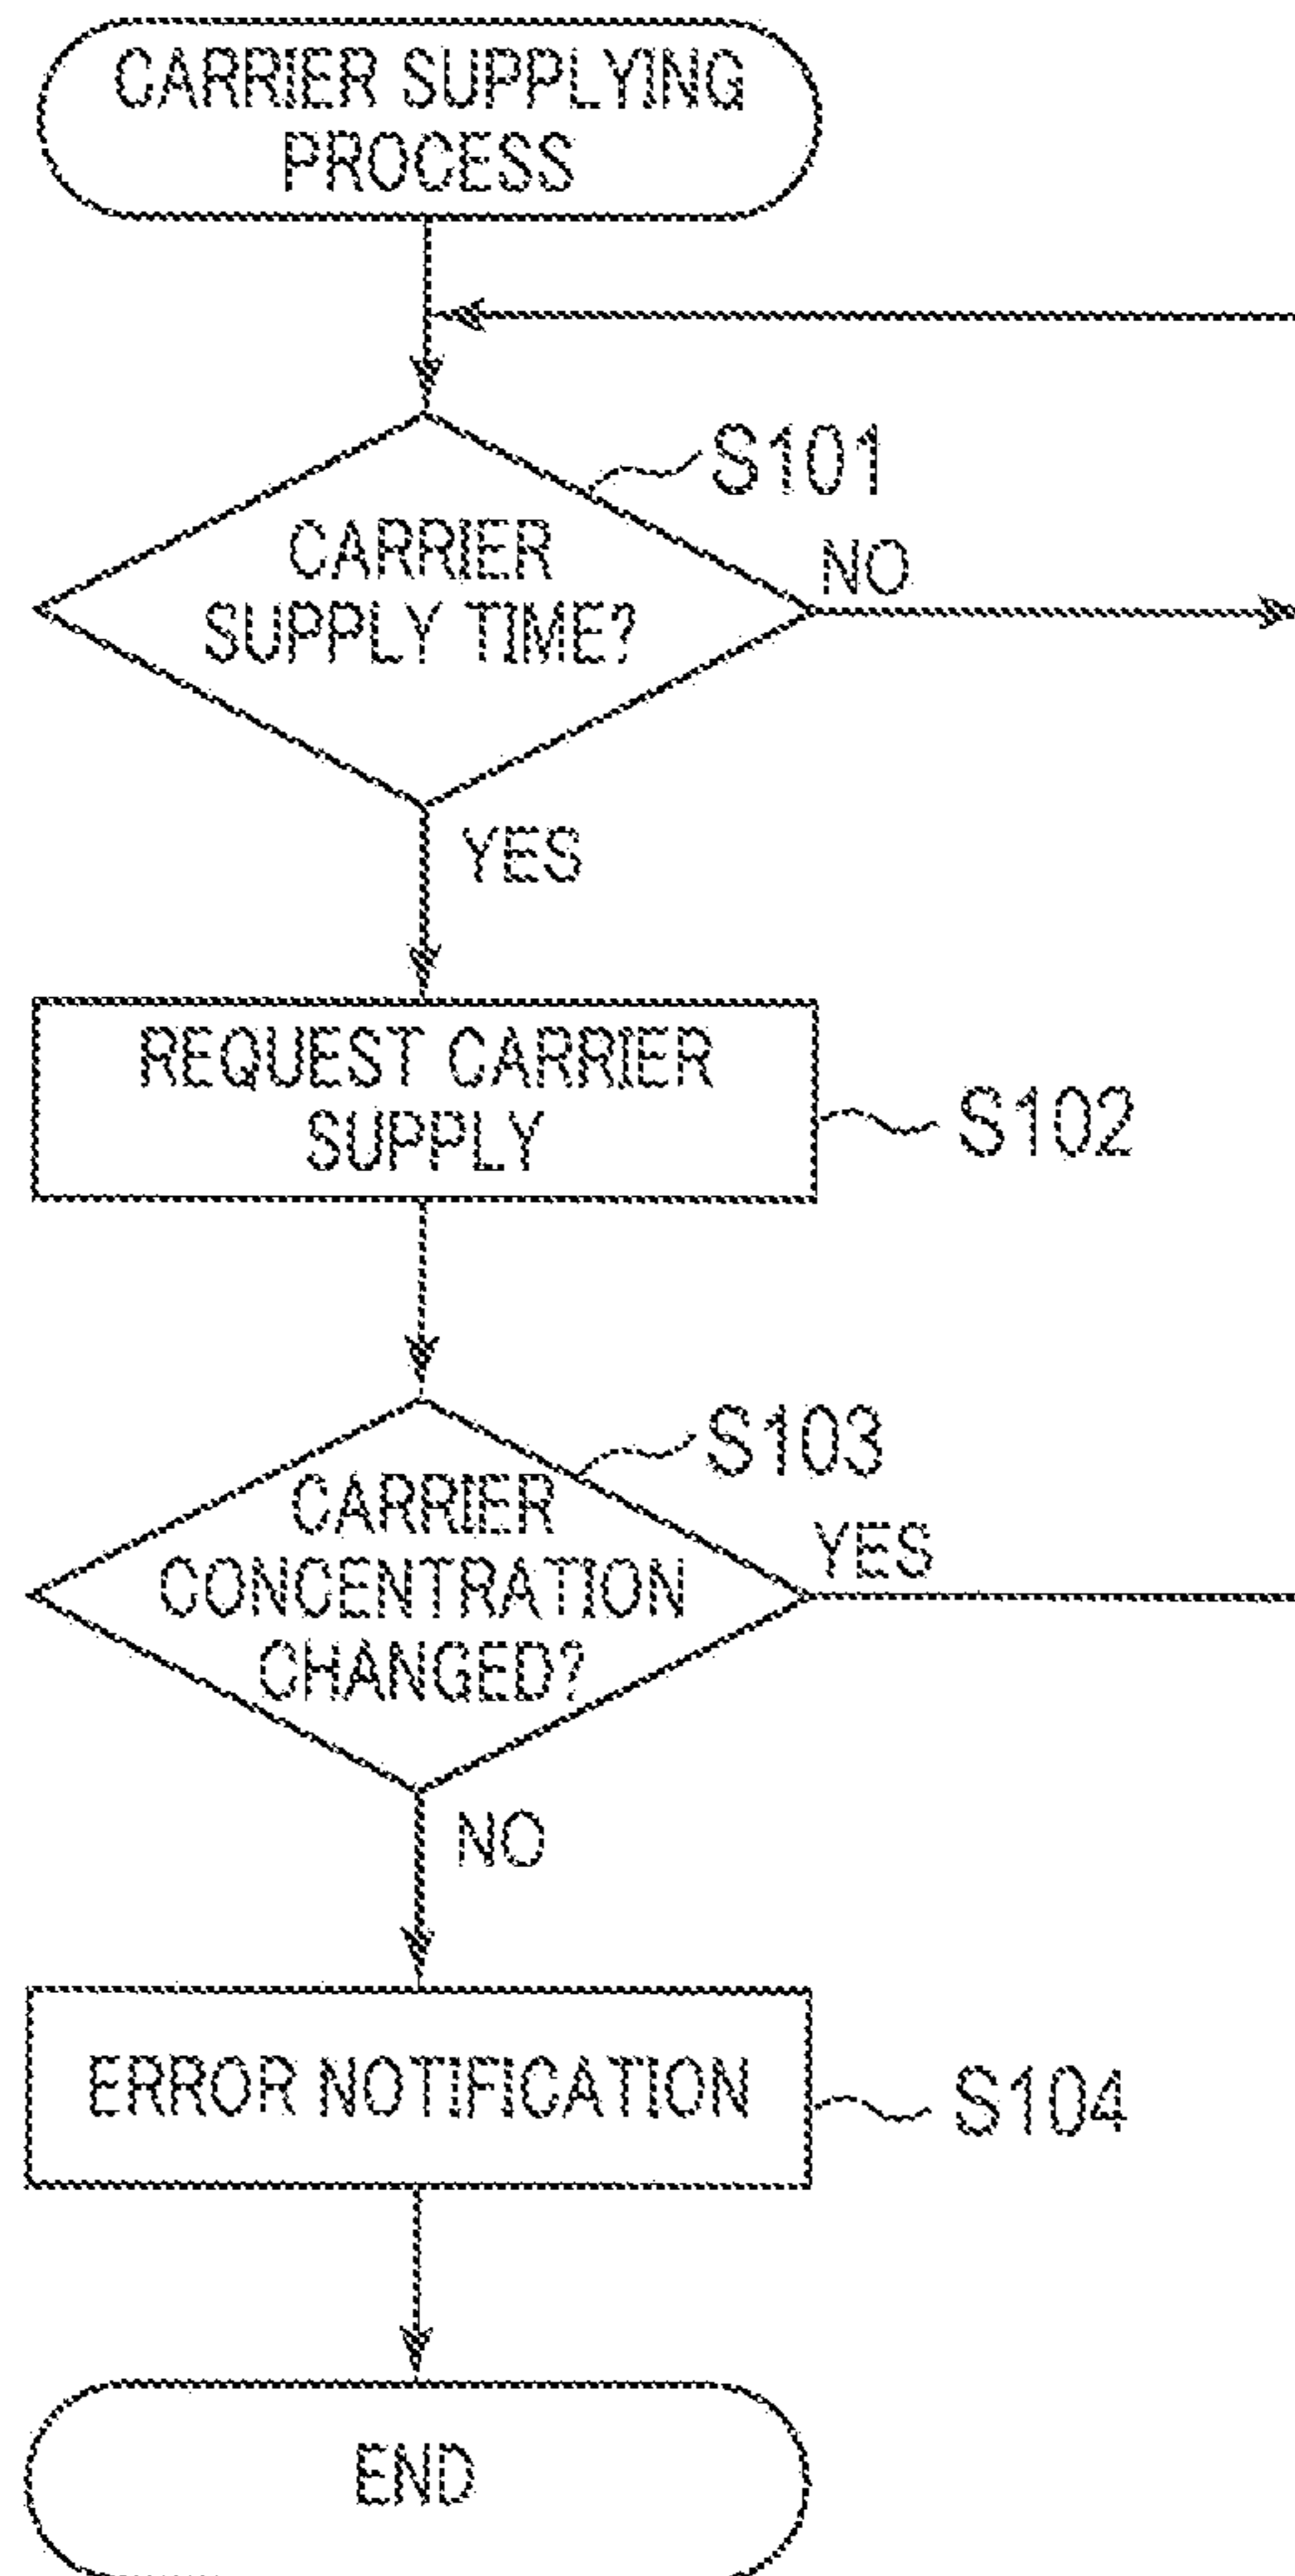 CARRIER SUPPLYING
PROCESS
S101
CARRIER
SUPPLY TIME?
NO
YES
REQUEST CARRIER
SUPPLY
S102
S103
CARRIER
CONCENTRATION
CHANGED?
YES
NO
ERROR NOTIFICATION
S104
END